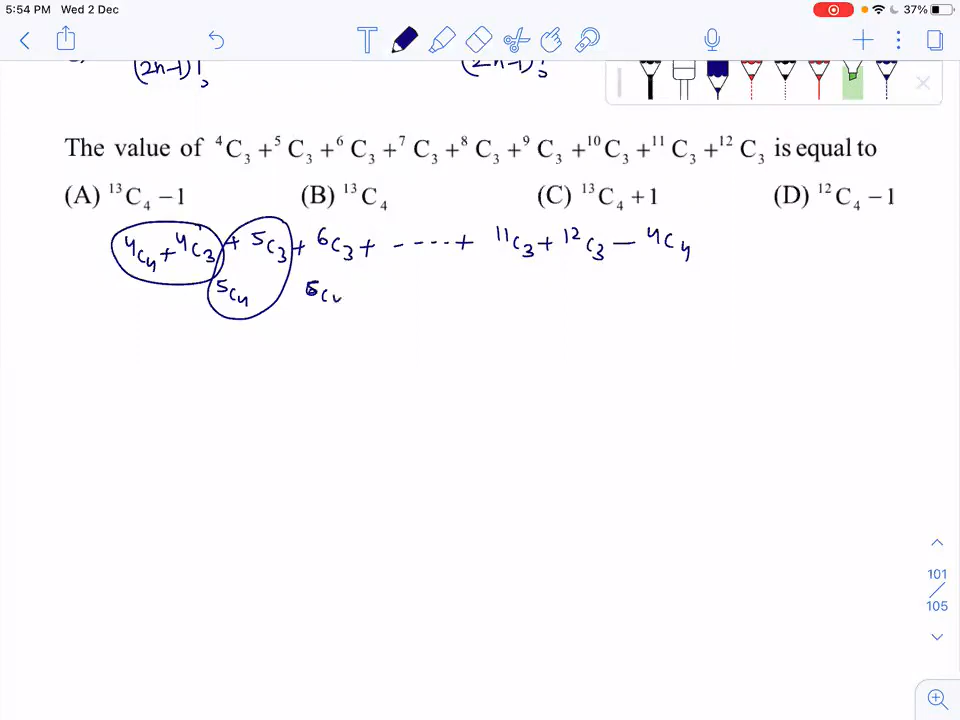 5:54 PM Wed 2 Dec 37%
(2n-1)! (2n-1)!
The value of ⁴C₃ +⁵C₃ +⁶C₃ +⁷C₃ +⁸C₃ +⁹C₃ +¹⁰C₃ +¹¹C₃ +¹²C₃ is equal to
(A) ¹³C₄ −1 (B) ¹³C₄ (C) ¹³C₄ +1 (D) ¹²C₄ −1
⁴C₄ + ⁴C₃ + ⁵C₃ + ⁶C₃ + ----- + ¹¹C₃ + ¹²C₃ − ⁴C₄
⁵C₄ ⁶C₄
101
/
105